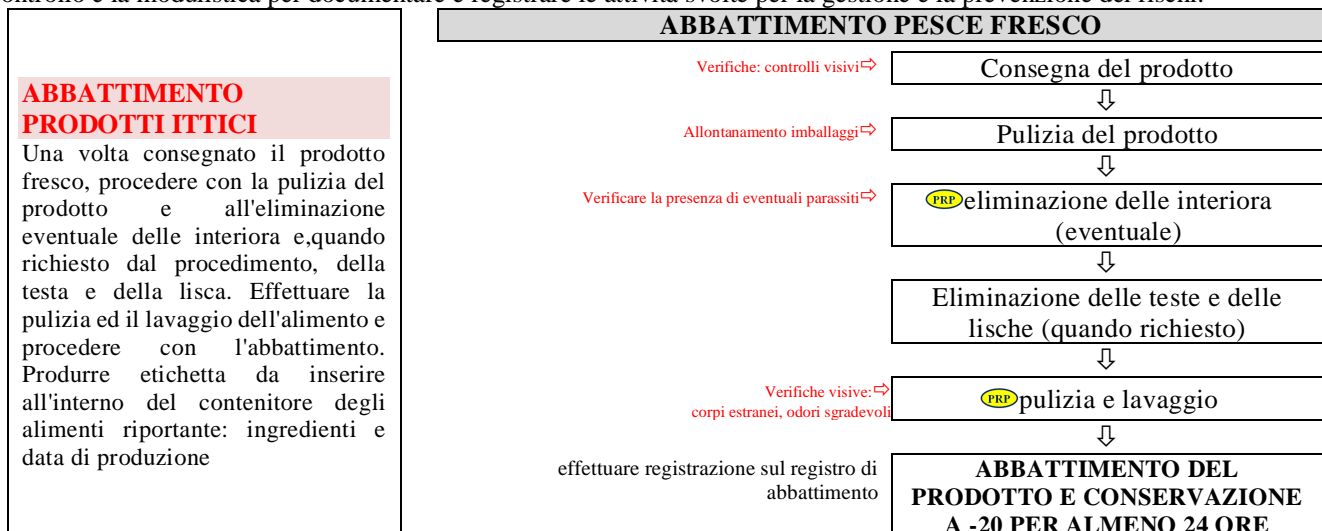 controllo e la modulistica per documentare e registrare le attività svolte per la gestione e la prevenzione dei rischi.
ABBATTIMENTO
PRODOTTI ITTICI
Una volta consegnato il prodotto
fresco, procedere con la pulizia del
prodotto e all'eliminazione
eventuale delle interiora e,quando
richiesto dal procedimento, della
testa e della lisca. Effettuare la
pulizia ed il lavaggio dell'alimento e
procedere con l'abbattimento.
Produrre etichetta da inserire
all'interno del contenitore degli
alimenti riportante: ingredienti e
data di produzione
ABBATTIMENTO PESCE FRESCO
Verifiche: controlli visivi⇨
Consegna del prodotto
⇩
Allontanamento imballaggi⇨
Pulizia del prodotto
⇩
Verificare la presenza di eventuali parassiti⇨
PRP eliminazione delle interiora
(eventuale)
⇩
Eliminazione delle teste e delle
lische (quando richiesto)
⇩
Verifiche visive:⇨
corpi estranei, odori sgradevoli
PRP pulizia e lavaggio
⇩
effettuare registrazione sul registro di
abbattimento
ABBATTIMENTO DEL
PRODOTTO E CONSERVAZIONE
A -20 PER ALMENO 24 ORE